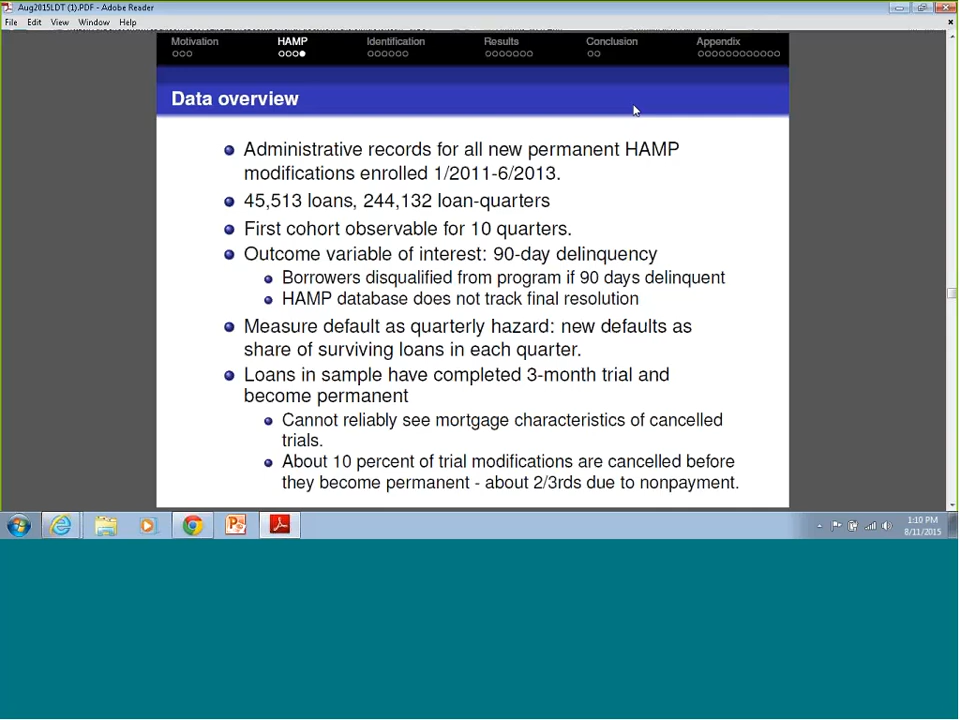 Aug2015LDT (1).PDF - Adobe Reader
File Edit View Window Help
Motivation HAMP Identification Results Conclusion Appendix
Data overview
Administrative records for all new permanent HAMP
modifications enrolled 1/2011-6/2013.
45,513 loans, 244,132 loan-quarters
First cohort observable for 10 quarters.
Outcome variable of interest: 90-day delinquency
Borrowers disqualified from program if 90 days delinquent
HAMP database does not track final resolution
Measure default as quarterly hazard: new defaults as
share of surviving loans in each quarter.
Loans in sample have completed 3-month trial and
become permanent
Cannot reliably see mortgage characteristics of cancelled
trials.
About 10 percent of trial modifications are cancelled before
they become permanent - about 2/3rds due to nonpayment.
1:10 PM
8/11/2015